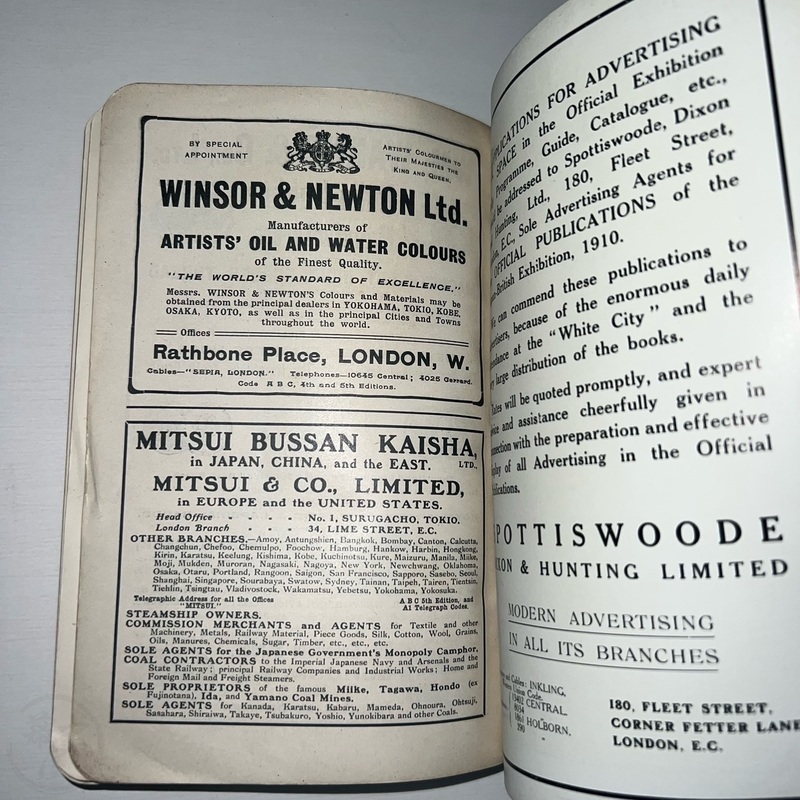 BY SPECIAL
APPOINTMENT
ARTISTS' COLOURMEN TO
THEIR MAJESTIES THE
KING AND QUEEN.
WINSOR & NEWTON Ltd.
Manufacturers of
ARTISTS' OIL AND WATER COLOURS
of the Finest Quality.
"THE WORLD'S STANDARD OF EXCELLENCE."
Messrs. WINSOR & NEWTON'S Colours and Materials may be
obtained from the principal dealers in YOKOHAMA, TOKIO, KOBE,
OSAKA, KYOTO, as well as in the principal Cities and Towns
throughout the world.
Offices
Rathbone Place, LONDON, W.
Cables—"SEPIA, LONDON." Telephones—10645 Central; 4025 Gerrard.
Code A B C, 4th and 5th Editions.
MITSUI BUSSAN KAISHA,
LTD.,
in JAPAN, CHINA, and the EAST.
MITSUI & CO., LIMITED,
in EUROPE and the UNITED STATES.
Head Office - - - - No. 1, SURUGACHO, TOKIO.
London Branch - - - 34, LIME STREET, E.C.
OTHER BRANCHES.—Amoy, Antungshien, Bangkok, Bombay, Canton, Calcutta,
Changchun, Chefoo, Chemulpo, Foochow, Hamburg, Hankow, Harbin, Hongkong,
Kirin, Karatsu, Keelung, Kishima, Kobe, Kuchinotsu, Kure, Maizuru, Manila, Miike,
Moji, Mukden, Muroran, Nagasaki, Nagoya, New York, Newchwang, Oklahoma,
Osaka, Otaru, Portland, Rangoon, Saigon, San Francisco, Sapporo, Sasebo, Seoul,
Shanghai, Singapore, Sourabaya, Swatow, Sydney, Tainan, Taipeh, Tairen, Tientsin,
Tiehlin, Tsingtau, Vladivostock, Wakamatsu, Yebetsu, Yokohama, Yokosuka.
Telegraphic Address for all the Offices
"MITSUI."
A B C 5th Edition, and
A1 Telegraph Codes.
STEAMSHIP OWNERS.
COMMISSION MERCHANTS and AGENTS for Textile and other
Machinery, Metals, Railway Material, Piece Goods, Silk, Cotton, Wool, Grains,
Oils, Manures, Chemicals, Sugar, Timber, etc., etc., etc.
SOLE AGENTS for the Japanese Government's Monopoly Camphor.
COAL CONTRACTORS to the Imperial Japanese Navy and Arsenals and the
State Railway; principal Railway Companies and Industrial Works; Home and
Foreign Mail and Freight Steamers.
SOLE PROPRIETORS of the famous Miike, Tagawa, Hondo (ex
Fujinotana), Ida, and Yamano Coal Mines.
SOLE AGENTS for Kanada, Karatsu, Kabaru, Mameda, Ohnoura, Ohtsuji,
Sasahara, Shiraiwa, Takaye, Tsubakuro, Yoshio, Yunokibara and other Coals.
PLICATIONS FOR ADVERTISING
SPACE in the Official Exhibition
Programme, Guide, Catalogue, etc.,
be addressed to Spottiswoode, Dixon
Hunting, Ltd., 180, Fleet Street,
E.C., Sole Advertising Agents for
OFFICIAL PUBLICATIONS of the
British Exhibition, 1910.
can commend these publications to
because of the enormous daily
at the "White City" and the
large distribution of the books.
will be quoted promptly, and expert
and assistance cheerfully given in
with the preparation and effective
of all Advertising in the Official
POTTISWOODE
XON & HUNTING LIMITED
MODERN ADVERTISING
IN ALL ITS BRANCHES
and Cables: INKLING,
Code.
CENTRAL.
HOLBORN.
180, FLEET STREET,
CORNER FETTER LANE
LONDON, E.C.